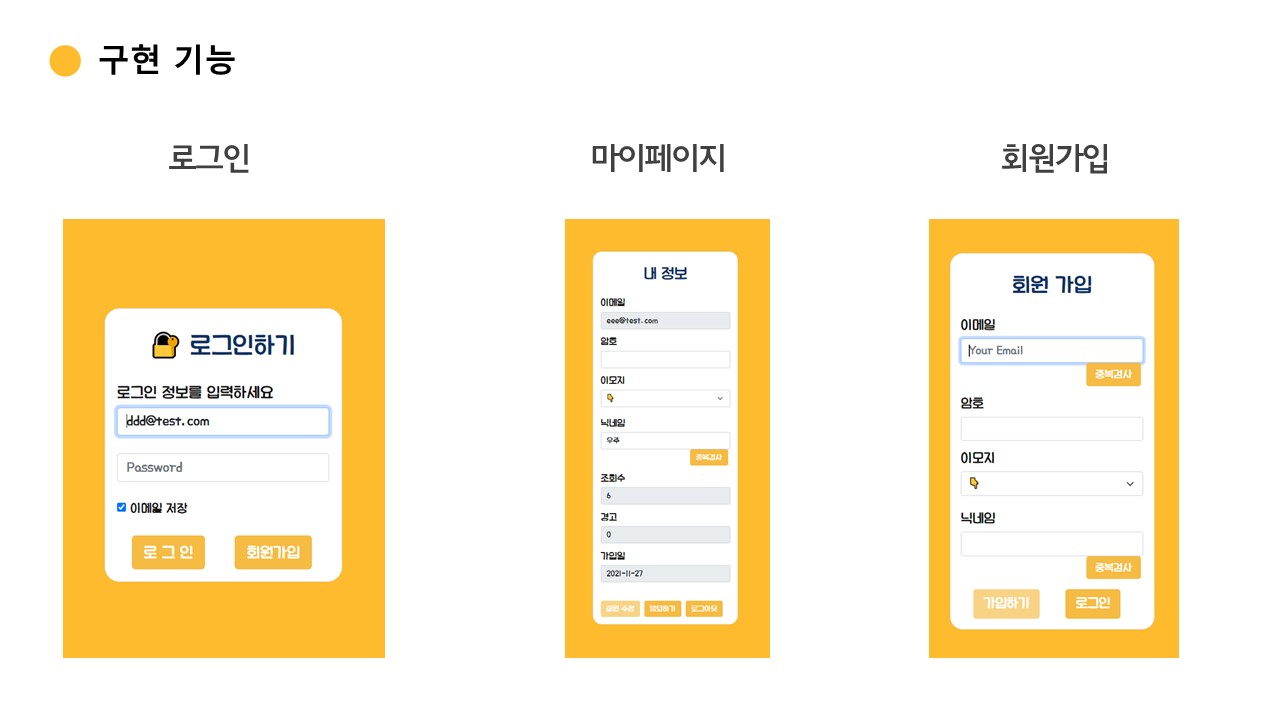 구현 기능
로그인
마이페이지
회원가입
로그인하기
로그인 정보를 입력하세요
ddd@test.com
Password
이메일 저장
로 그 인
회원가입
내 정보
이메일
eee@test.com
암호
이모지
닉네임
우주
중복검사
조회수
6
경고
0
가입일
2021-11-27
로그아웃
회원 가입
이메일
Your Email
중복검사
암호
이모지
닉네임
중복검사
가입하기
로그인